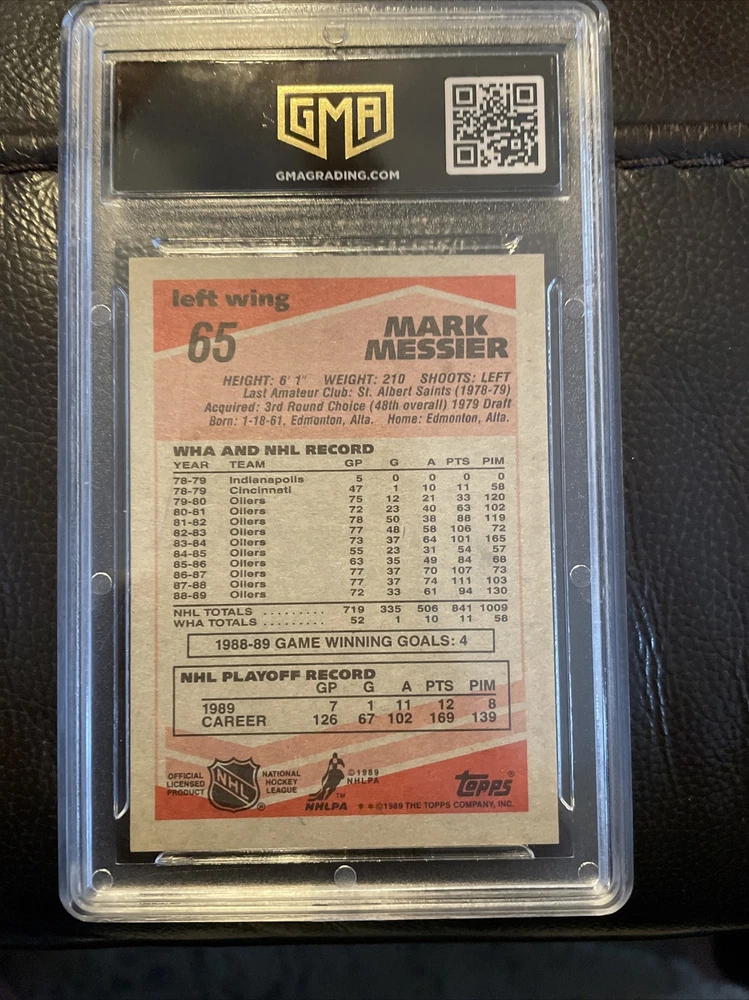 GMA
GMAGRADING.COM
left wing
65 MARK MESSIER
HEIGHT: 6' 1" WEIGHT: 210 SHOOTS: LEFT
Last Amateur Club: St. Albert Saints (1978-79)
Acquired: 3rd Round Choice (48th overall) 1979 Draft
Born: 1-18-61, Edmonton, Alta. Home: Edmonton, Alta.
WHA AND NHL RECORD
YEAR TEAM GP G A PTS PIM
78-79 Indianapolis 5 0 0 0 0
78-79 Cincinnati 47 1 10 11 58
79-80 Oilers 75 12 21 33 120
80-81 Oilers 72 23 40 63 102
81-82 Oilers 78 50 38 88 119
82-83 Oilers 77 48 58 106 72
83-84 Oilers 73 37 64 101 165
84-85 Oilers 55 23 31 54 57
85-86 Oilers 63 35 49 84 68
86-87 Oilers 77 37 70 107 73
87-88 Oilers 77 37 74 111 103
88-89 Oilers 72 33 61 94 130
NHL TOTALS ......... 719 335 506 841 1009
WHA TOTALS ......... 52 1 10 11 58
1988-89 GAME WINNING GOALS: 4
NHL PLAYOFF RECORD
GP G A PTS PIM
1989 7 1 11 12 8
CAREER 126 67 102 169 139
OFFICIAL LICENSED PRODUCT
NHL ®
NATIONAL HOCKEY LEAGUE
©1989 NHLPA
NHLPA ™
topps ®
**©1989 THE TOPPS COMPANY, INC.